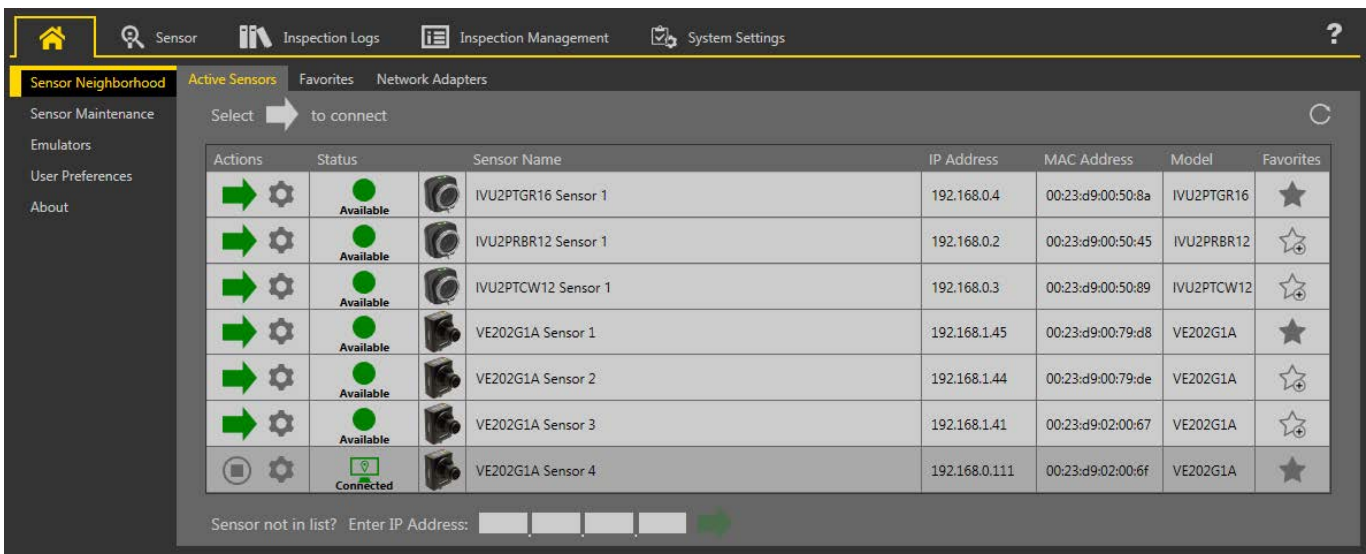 Sensor Inspection Logs Inspection Management System Settings ?
Sensor Neighborhood Active Sensors Favorites Network Adapters
Sensor Maintenance Select to connect
Emulators
User Preferences
About
Actions Status Sensor Name IP Address MAC Address Model Favorites
Available IVU2PTGR16 Sensor 1 192.168.0.4 00:23:d9:00:50:8a IVU2PTGR16
Available IVU2PRBR12 Sensor 1 192.168.0.2 00:23:d9:00:50:45 IVU2PRBR12
Available IVU2PTCW12 Sensor 1 192.168.0.3 00:23:d9:00:50:89 IVU2PTCW12
Available VE202G1A Sensor 1 192.168.1.45 00:23:d9:00:79:d8 VE202G1A
Available VE202G1A Sensor 2 192.168.1.44 00:23:d9:00:79:de VE202G1A
Available VE202G1A Sensor 3 192.168.1.41 00:23:d9:02:00:67 VE202G1A
Connected VE202G1A Sensor 4 192.168.0.111 00:23:d9:02:00:6f VE202G1A
Sensor not in list? Enter IP Address: . . .